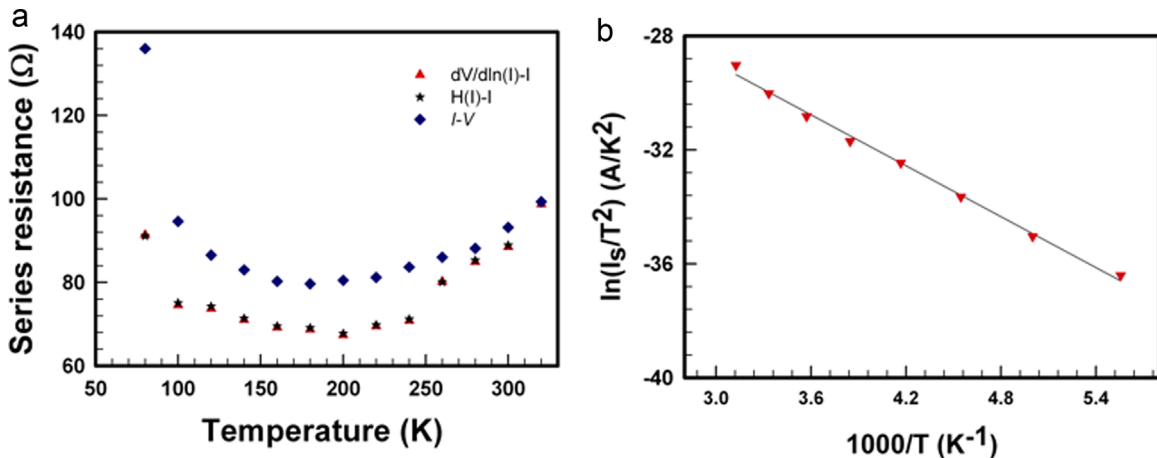 a
Series resistance (Ω)
140
120
100
80
60
50
100
150
200
250
300
Temperature (K)
dV/dln(I)-I
H(I)-I
I-V
b
ln(Is/T²) (A/K²)
-28
-32
-36
-40
3.0
3.6
4.2
4.8
5.4
1000/T (K⁻¹)